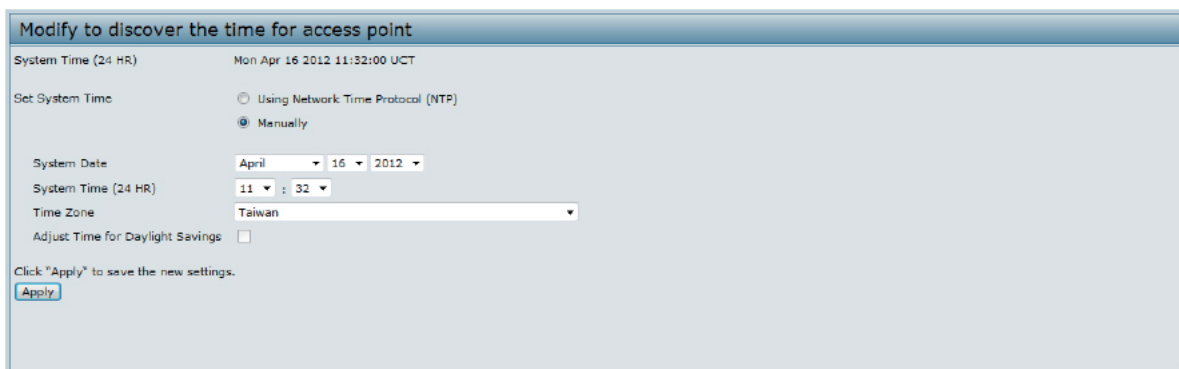 Modify to discover the time for access point
System Time (24 HR) Mon Apr 16 2012 11:32:00 UCT
Set System Time Using Network Time Protocol (NTP)
Manually
System Date April 16 2012
System Time (24 HR) 11 : 32
Time Zone Taiwan
Adjust Time for Daylight Savings
Click "Apply" to save the new settings.
Apply